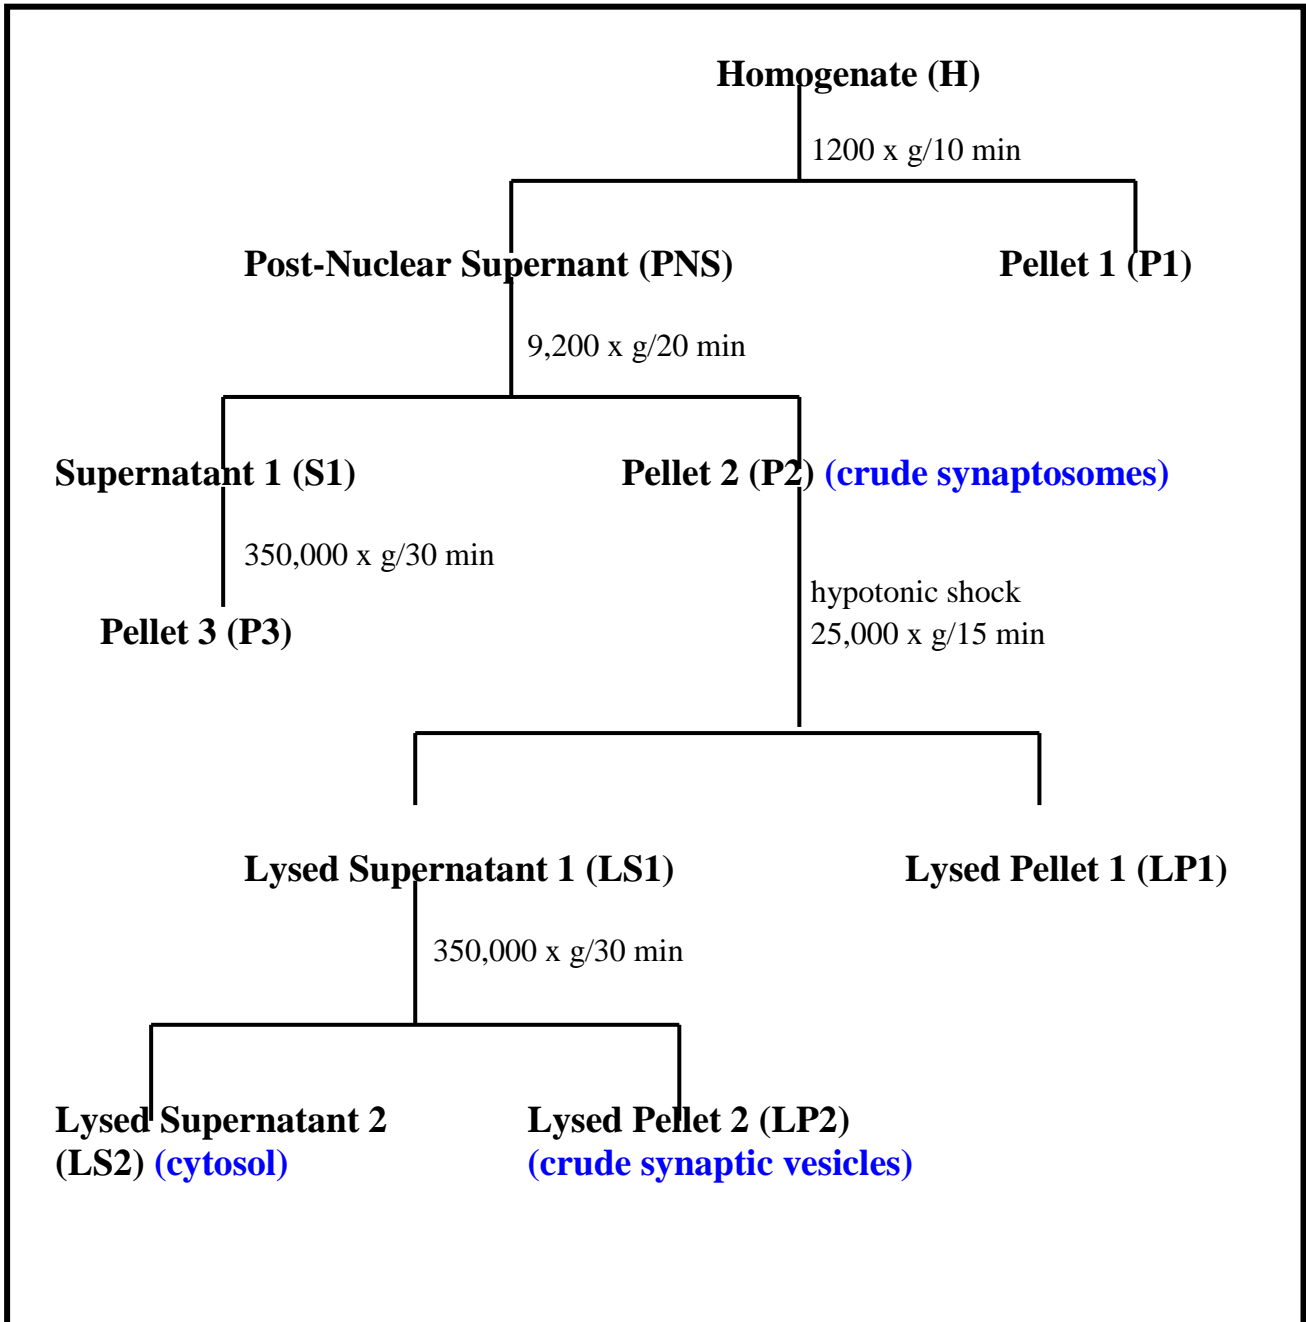 Homogenate (H)
1200 x g/10 min
Post-Nuclear Supernant (PNS)
Pellet 1 (P1)
9,200 x g/20 min
Supernatant 1 (S1)
Pellet 2 (P2) (crude synaptosomes)
350,000 x g/30 min
hypotonic shock
25,000 x g/15 min
Pellet 3 (P3)
Lysed Supernatant 1 (LS1)
Lysed Pellet 1 (LP1)
350,000 x g/30 min
Lysed Supernatant 2
(LS2) (cytosol)
Lysed Pellet 2 (LP2)
(crude synaptic vesicles)